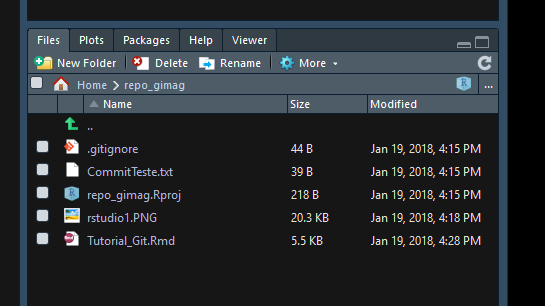 Files Plots Packages Help Viewer
New Folder Delete Rename More
Home repo_gimag R ...
Name Size Modified
..
.gitignore 44 B Jan 19, 2018, 4:15 PM
CommitTeste.txt 39 B Jan 19, 2018, 4:15 PM
repo_gimag.Rproj 218 B Jan 19, 2018, 4:15 PM
rstudio1.PNG 20.3 KB Jan 19, 2018, 4:18 PM
Tutorial_Git.Rmd 5.5 KB Jan 19, 2018, 4:28 PM